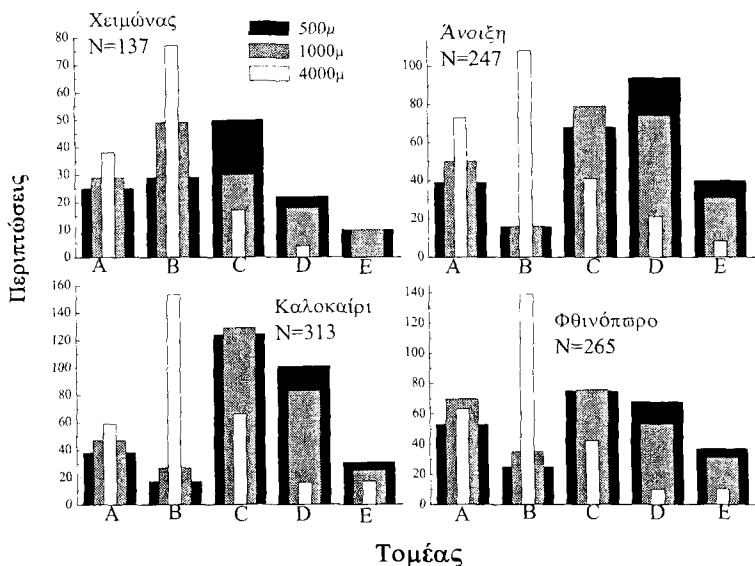 Χειμώνας
N=137
500μ
1000μ
4000μ
Άνοιξη
N=247
80
70
60
50
40
30
20
10
0
A B C D E
100
80
60
40
20
0
A B C D E
Περιπτώσεις
Καλοκαίρι
N=313
160
140
120
100
80
60
40
20
0
A B C D E
Φθινόπωρο
N=265
140
120
100
80
60
40
20
0
A B C D E
Τομέας